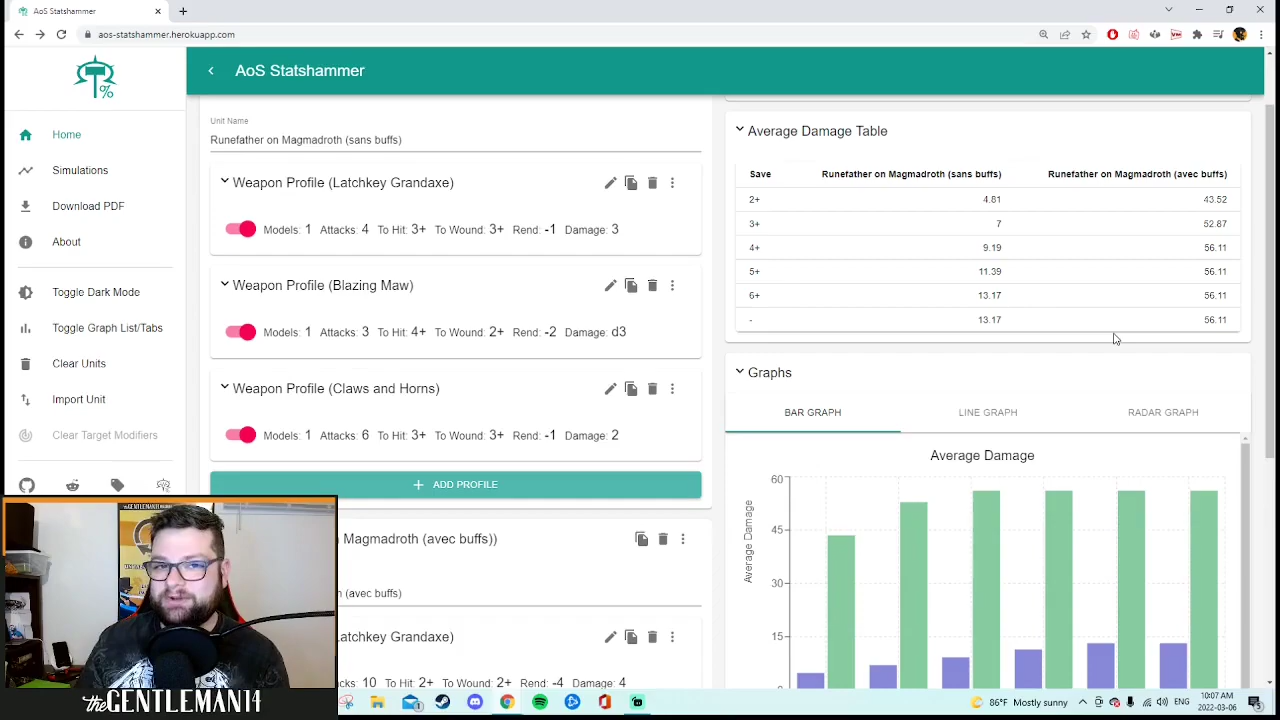 AoS Statshammer
aos-statshammer.herokuapp.com
%
AoS Statshammer
Home
Simulations
Download PDF
About
Toggle Dark Mode
Toggle Graph List/Tabs
Clear Units
Import Unit
Clear Target Modifiers
Unit Name
Runefather on Magmadroth (sans buffs)
Weapon Profile (Latchkey Grandaxe)
Models: 1 Attacks: 4 To Hit: 3+ To Wound: 3+ Rend: -1 Damage: 3
Weapon Profile (Blazing Maw)
Models: 1 Attacks: 3 To Hit: 4+ To Wound: 2+ Rend: -2 Damage: d3
Weapon Profile (Claws and Horns)
Models: 1 Attacks: 6 To Hit: 3+ To Wound: 3+ Rend: -1 Damage: 2
+ ADD PROFILE
Magmadroth (avec buffs))
(avec buffs)
atchkey Grandaxe)
cks: 10 To Hit: 2+ To Wound: 2+ Rend: -4 Damage: 4
Average Damage Table
Save Runefather on Magmadroth (sans buffs) Runefather on Magmadroth (avec buffs)
2+ 4.81 43.52
3+ 7 52.87
4+ 9.19 56.11
5+ 11.39 56.11
6+ 13.17 56.11
- 13.17 56.11
Graphs
BAR GRAPH LINE GRAPH RADAR GRAPH
Average Damage
60
45
30
15
0
Average Damage
theGENTLEMAN14
86°F Mostly sunny
10:07 AM
2022-03-06